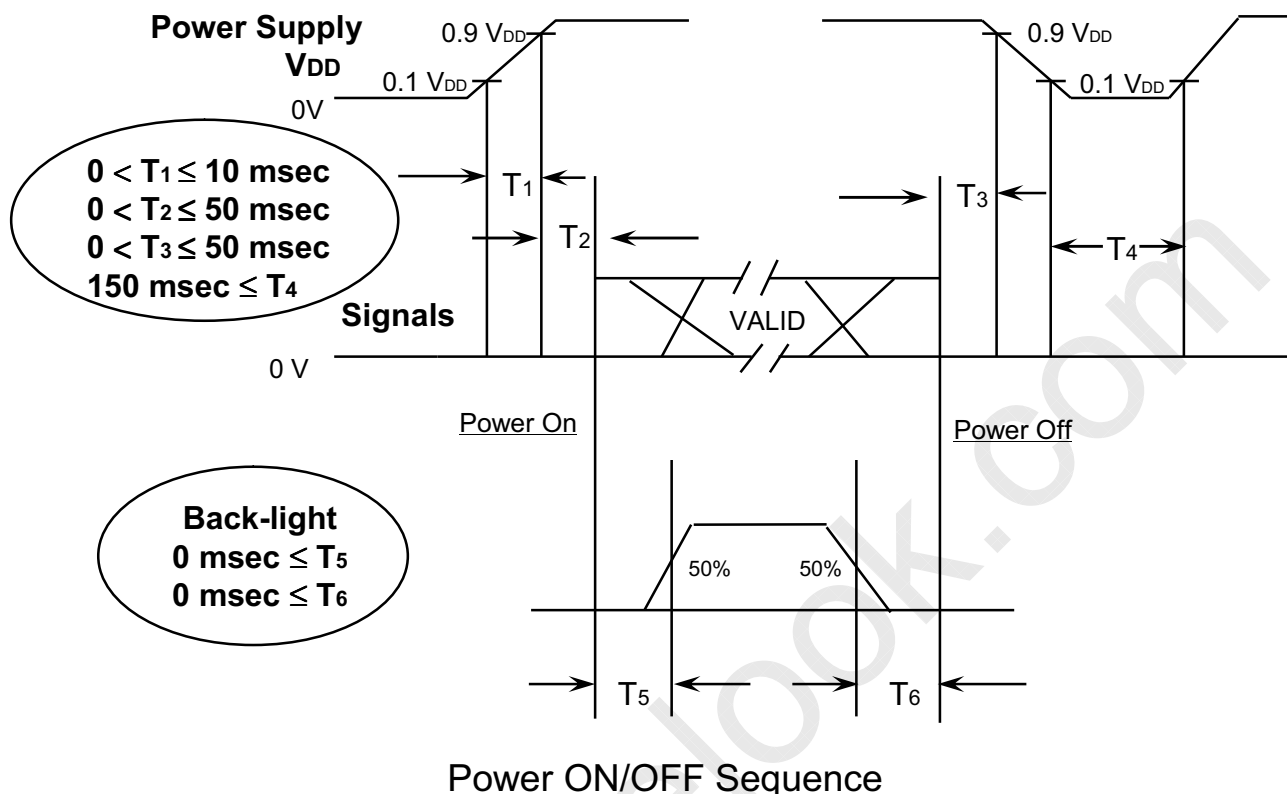 Power Supply
VDD
0.9 VDD
0.1 VDD
0V
0.9 VDD
0.1 VDD
0 < T1 ≤ 10 msec
0 < T2 ≤ 50 msec
0 < T3 ≤ 50 msec
150 msec ≤ T4
T1
T2
T3
T4
Signals
VALID
0 V
Power On
Power Off
Back-light
0 msec ≤ T5
0 msec ≤ T6
50%
50%
T5
T6
Power ON/OFF Sequence
look.com